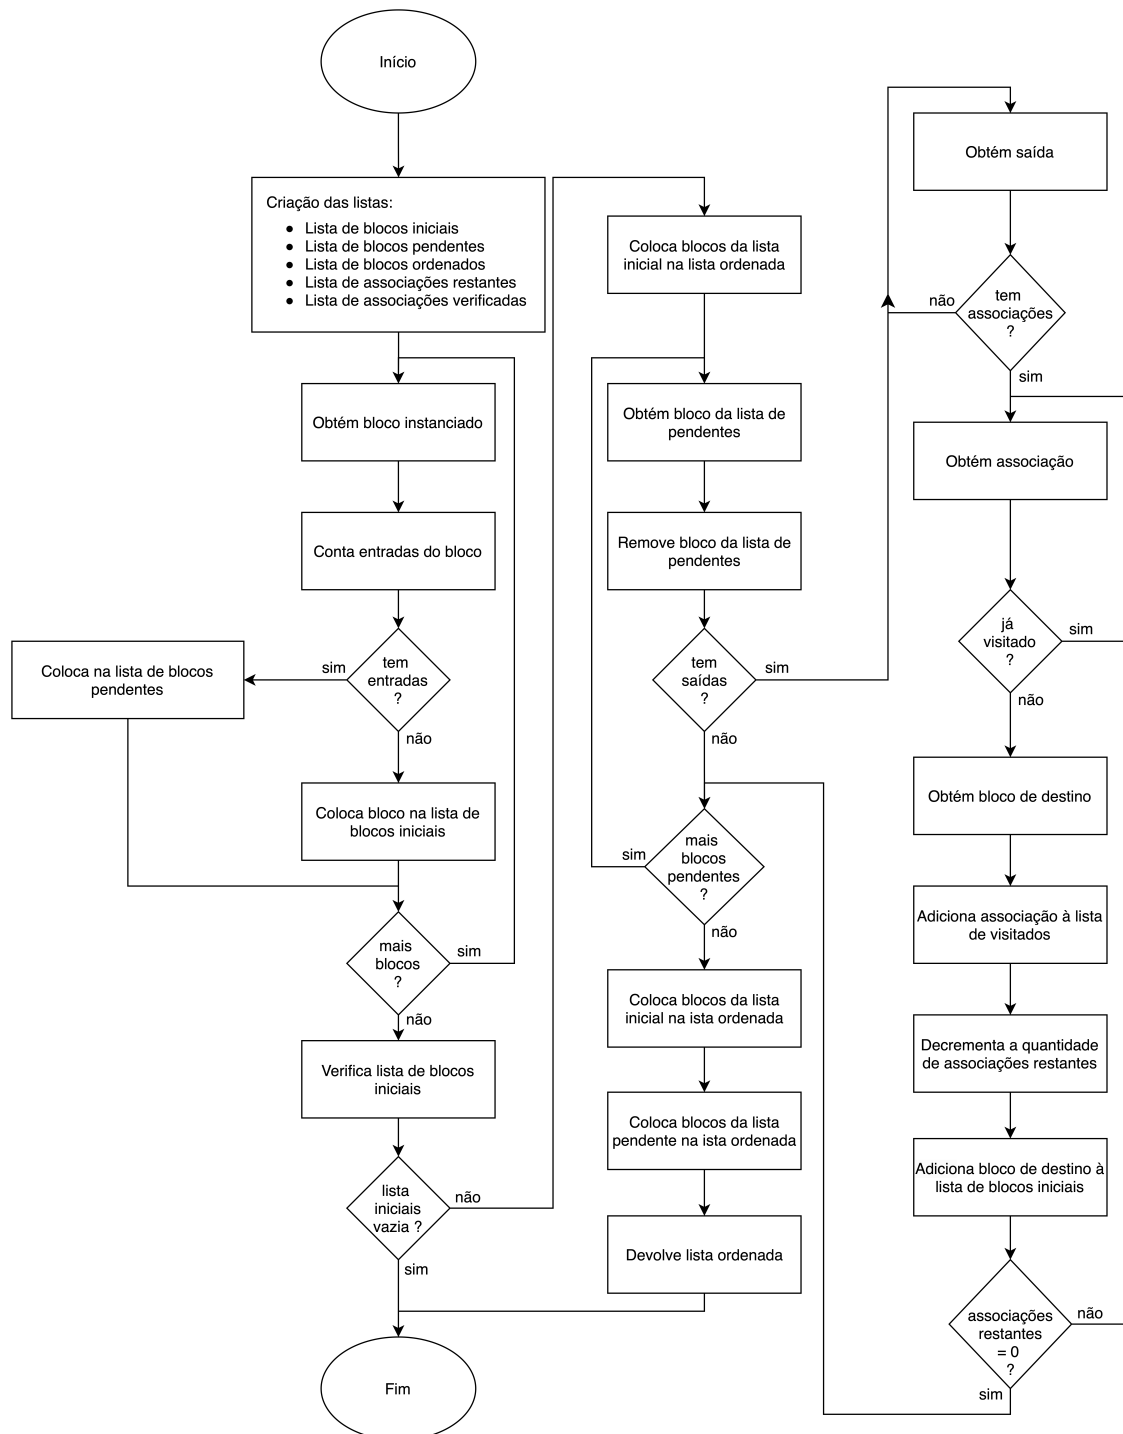 Início
Criação das listas:
● Lista de blocos iniciais
● Lista de blocos pendentes
● Lista de blocos ordenados
● Lista de associações restantes
● Lista de associações verificadas
Obtém bloco instanciado
Conta entradas do bloco
tem
entradas
?
sim
não
Coloca na lista de blocos
pendentes
Coloca bloco na lista de
blocos iniciais
mais
blocos
?
sim
não
Verifica lista de blocos
iniciais
lista
iniciais
vazia ?
não
sim
Fim
Coloca blocos da lista
inicial na lista ordenada
Obtém bloco da lista de
pendentes
Remove bloco da lista de
pendentes
tem
saídas
?
sim
não
mais
blocos
pendentes
?
sim
não
Coloca blocos da lista
inicial na ista ordenada
Coloca blocos da lista
pendente na ista ordenada
Devolve lista ordenada
Obtém saída
tem
associações
?
não
sim
Obtém associação
já
visitado
?
sim
não
Obtém bloco de destino
Adiciona associação à lista
de visitados
Decrementa a quantidade
de associações restantes
Adiciona bloco de destino à
lista de blocos iniciais
associações
restantes
= 0
?
não
sim